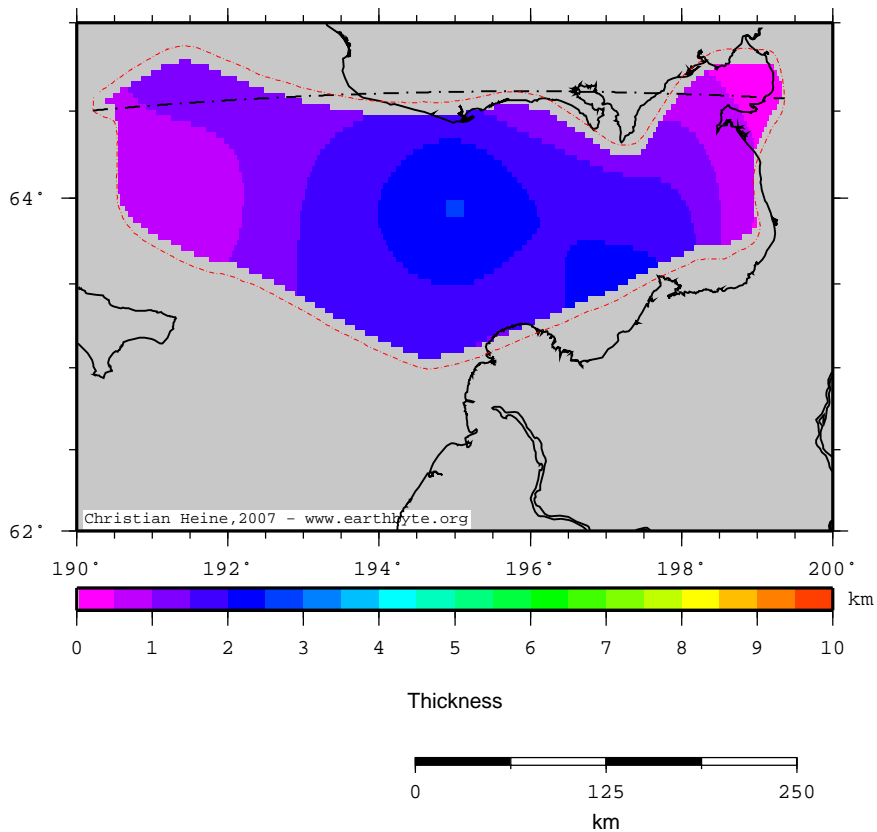 64°
62°
Christian Heine,2007 - www.earthbyte.org
190° 192° 194° 196° 198° 200°
km
0 1 2 3 4 5 6 7 8 9 10
Thickness
0 125 250
km